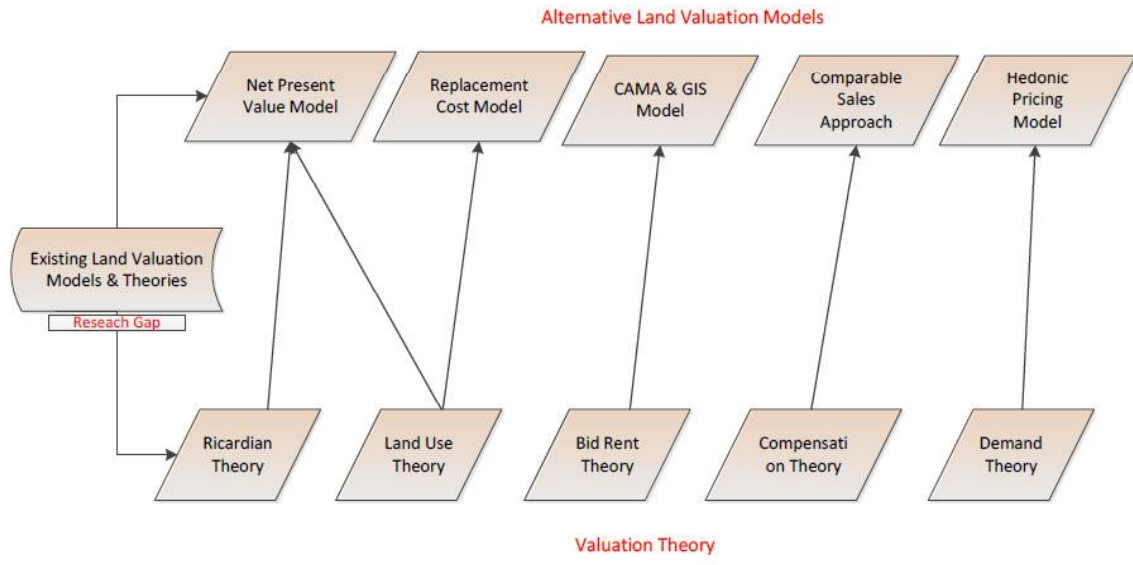 Alternative Land Valuation Models
Net Present
Value Model
Replacement
Cost Model
CAMA & GIS
Model
Comparable
Sales
Approach
Hedonic
Pricing
Model
Existing Land Valuation
Models & Theories
Reseach Gap
Ricardian
Theory
Land Use
Theory
Bid Rent
Theory
Compensati
on Theory
Demand
Theory
Valuation Theory